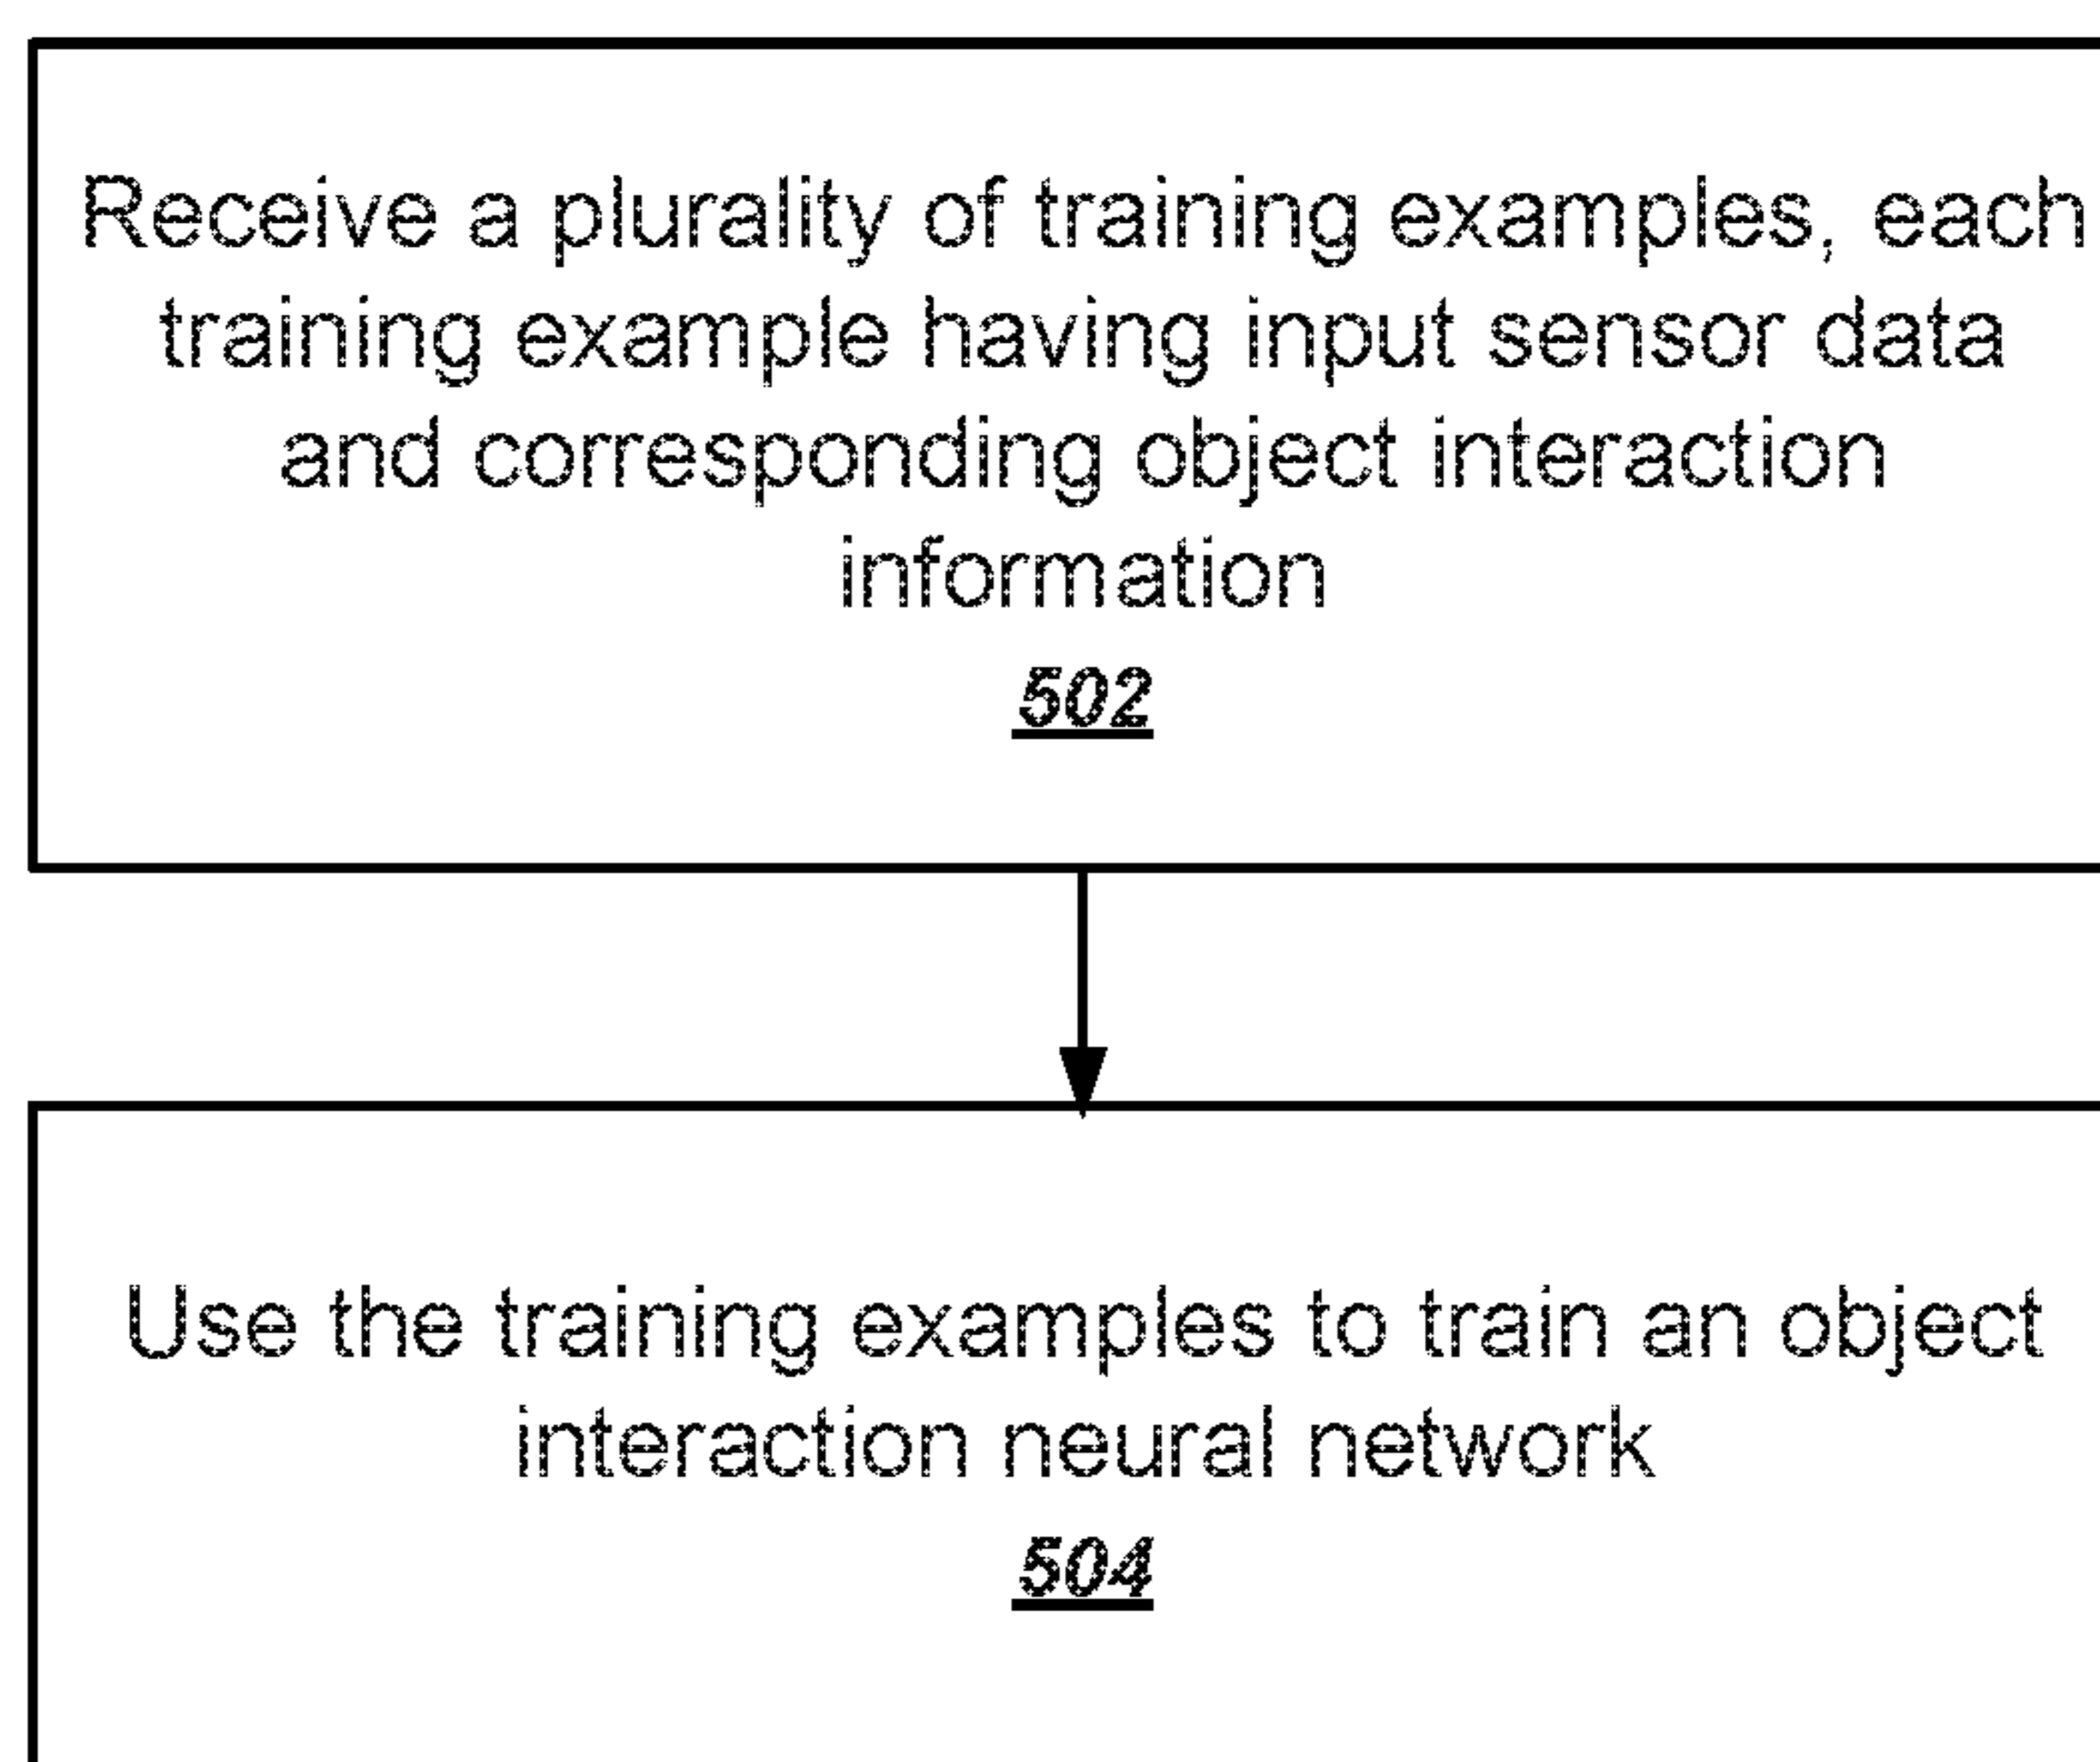 Receive a plurality of training examples, each
training example having input sensor data
and corresponding object interaction
information
502
Use the training examples to train an object
interaction neural network
504